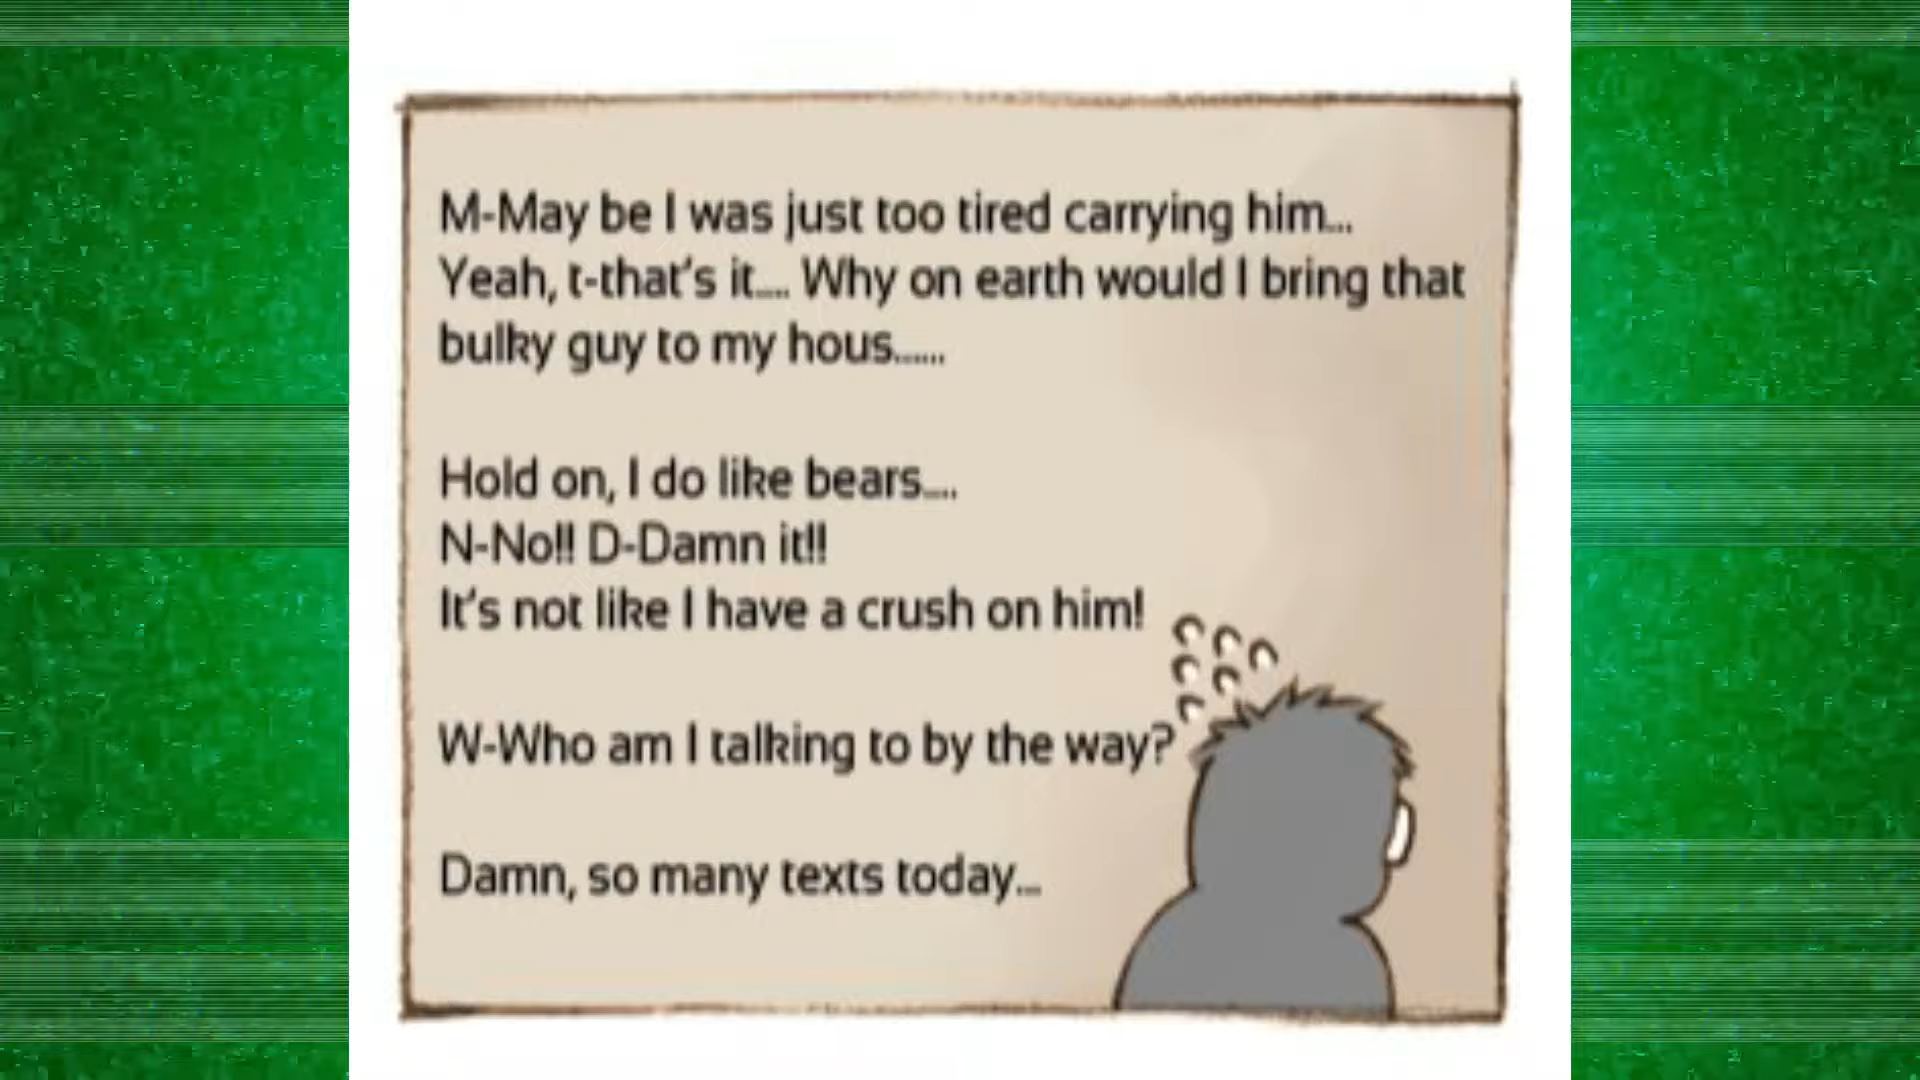 M-May be I was just too tired carrying him...
Yeah, t-that's it.... Why on earth would I bring that
bulky guy to my hous......
Hold on, I do like bears....
N-No!! D-Damn it!!
It's not like I have a crush on him!
W-Who am I talking to by the way?
Damn, so many texts today...